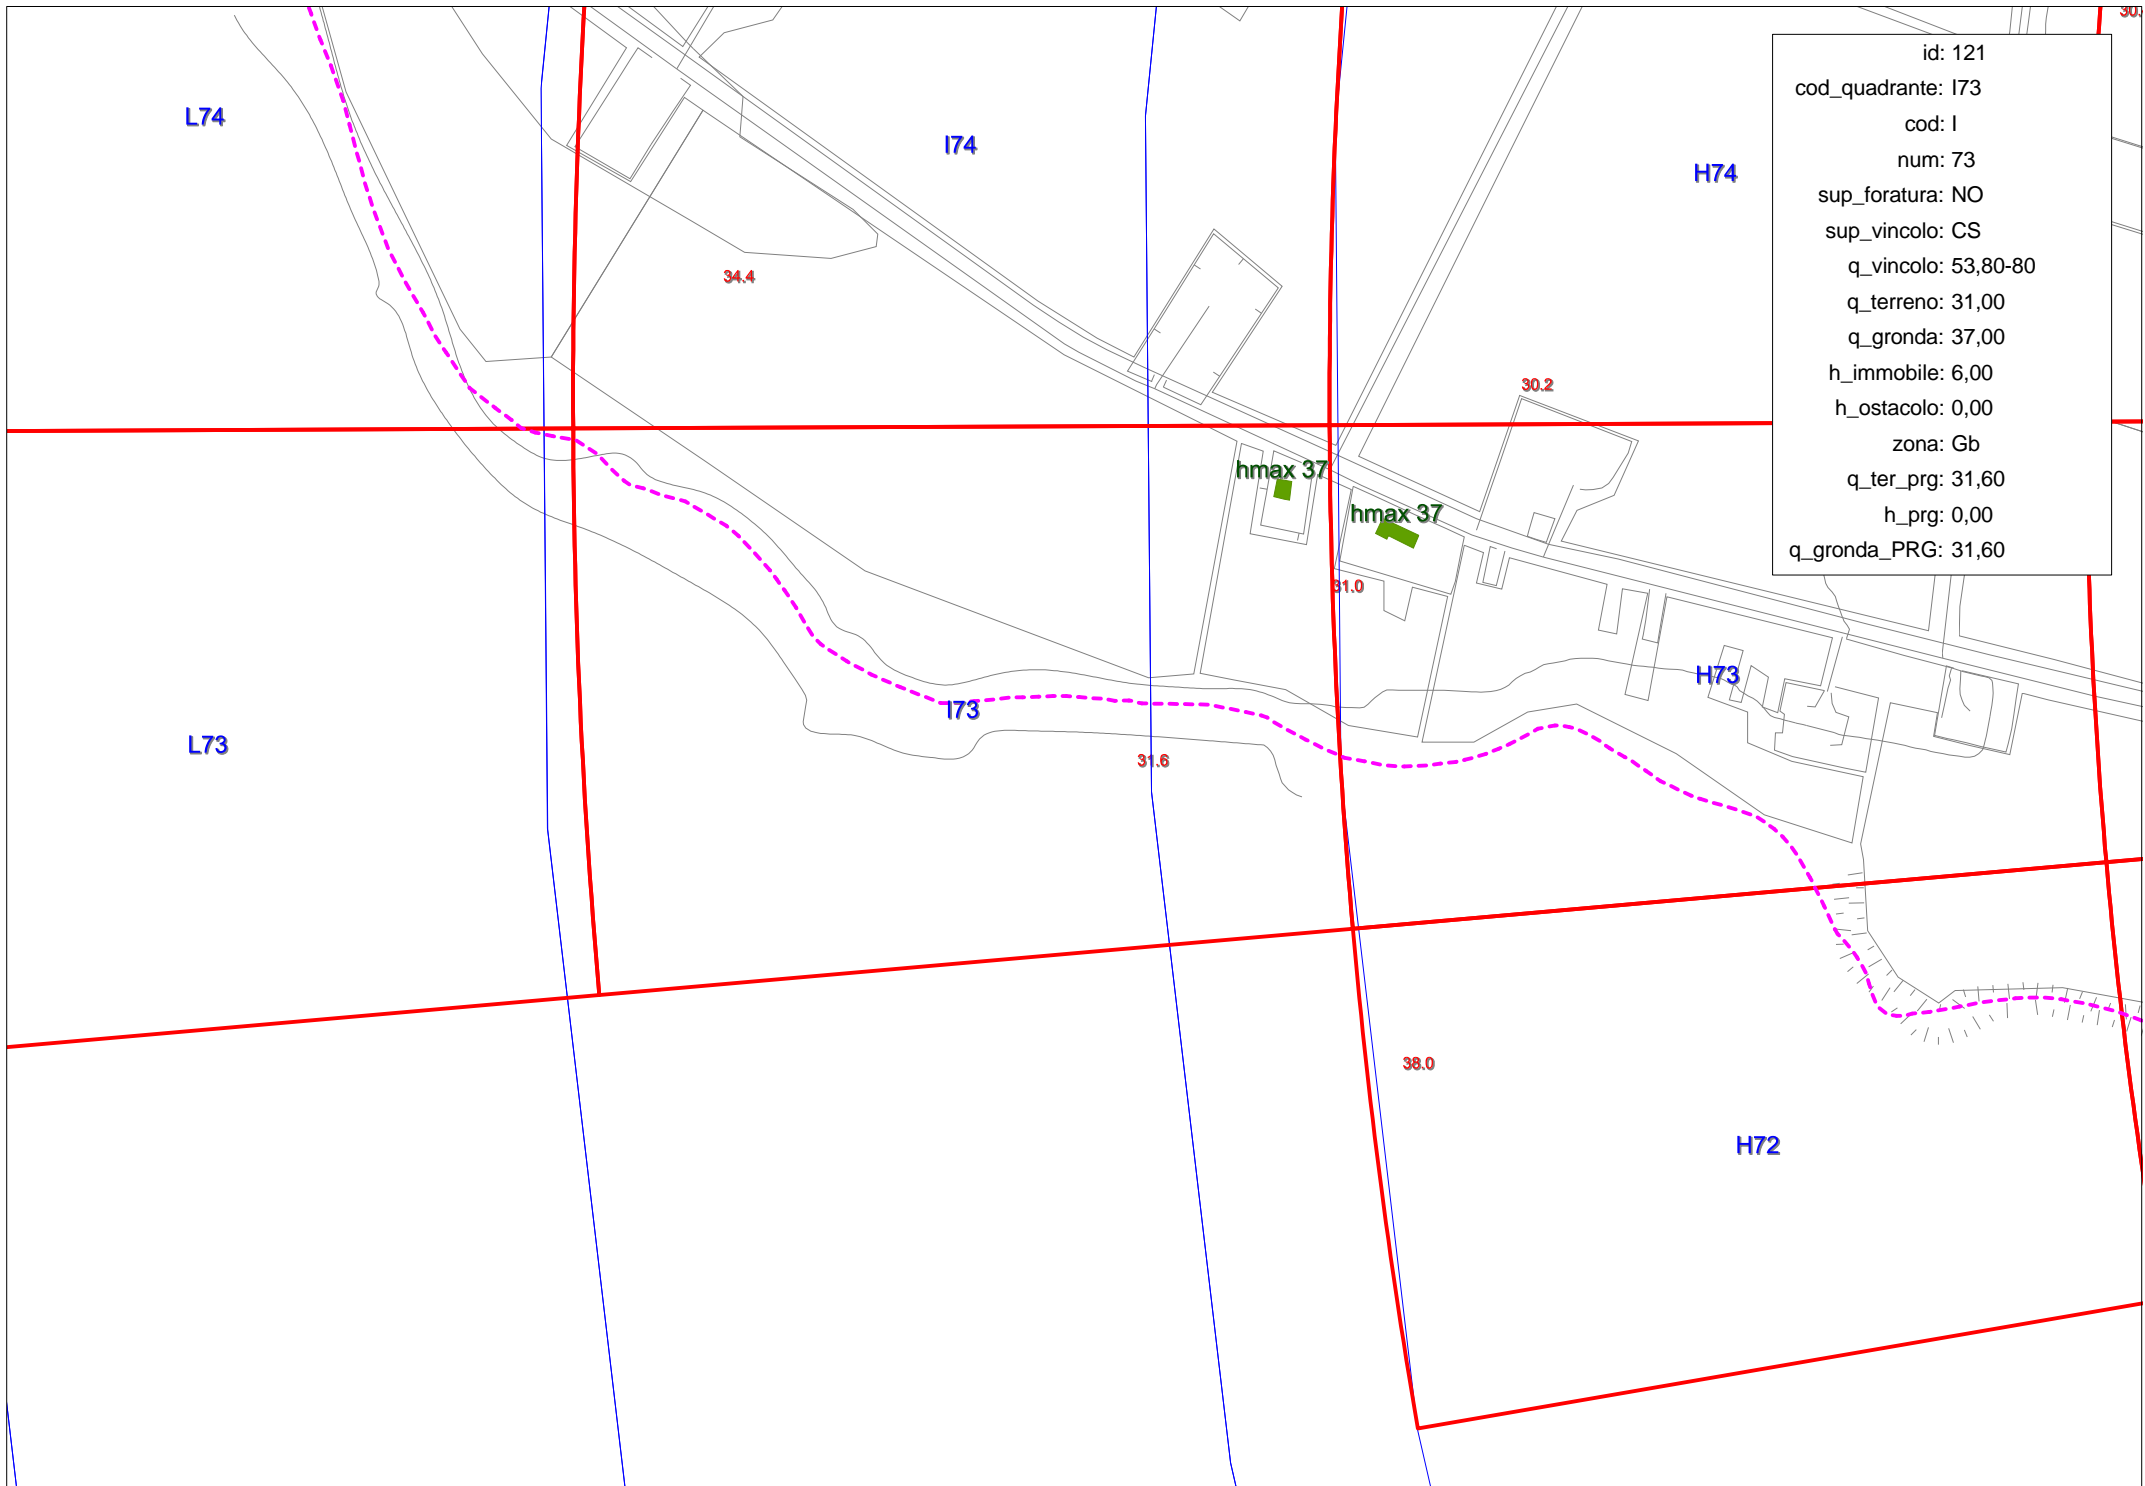 30.
id: 121
cod_quadrante: I73
cod: I
num: 73
sup_foratura: NO
sup_vincolo: CS
q_vincolo: 53,80-80
q_terreno: 31,00
q_gronda: 37,00
h_immobile: 6,00
h_ostacolo: 0,00
zona: Gb
q_ter_prg: 31,60
h_prg: 0,00
q_gronda_PRG: 31,60
L74
I74
H74
34.4
30.2
hmax 37
hmax 37
31.0
H73
I73
L73
31.6
38.0
H72